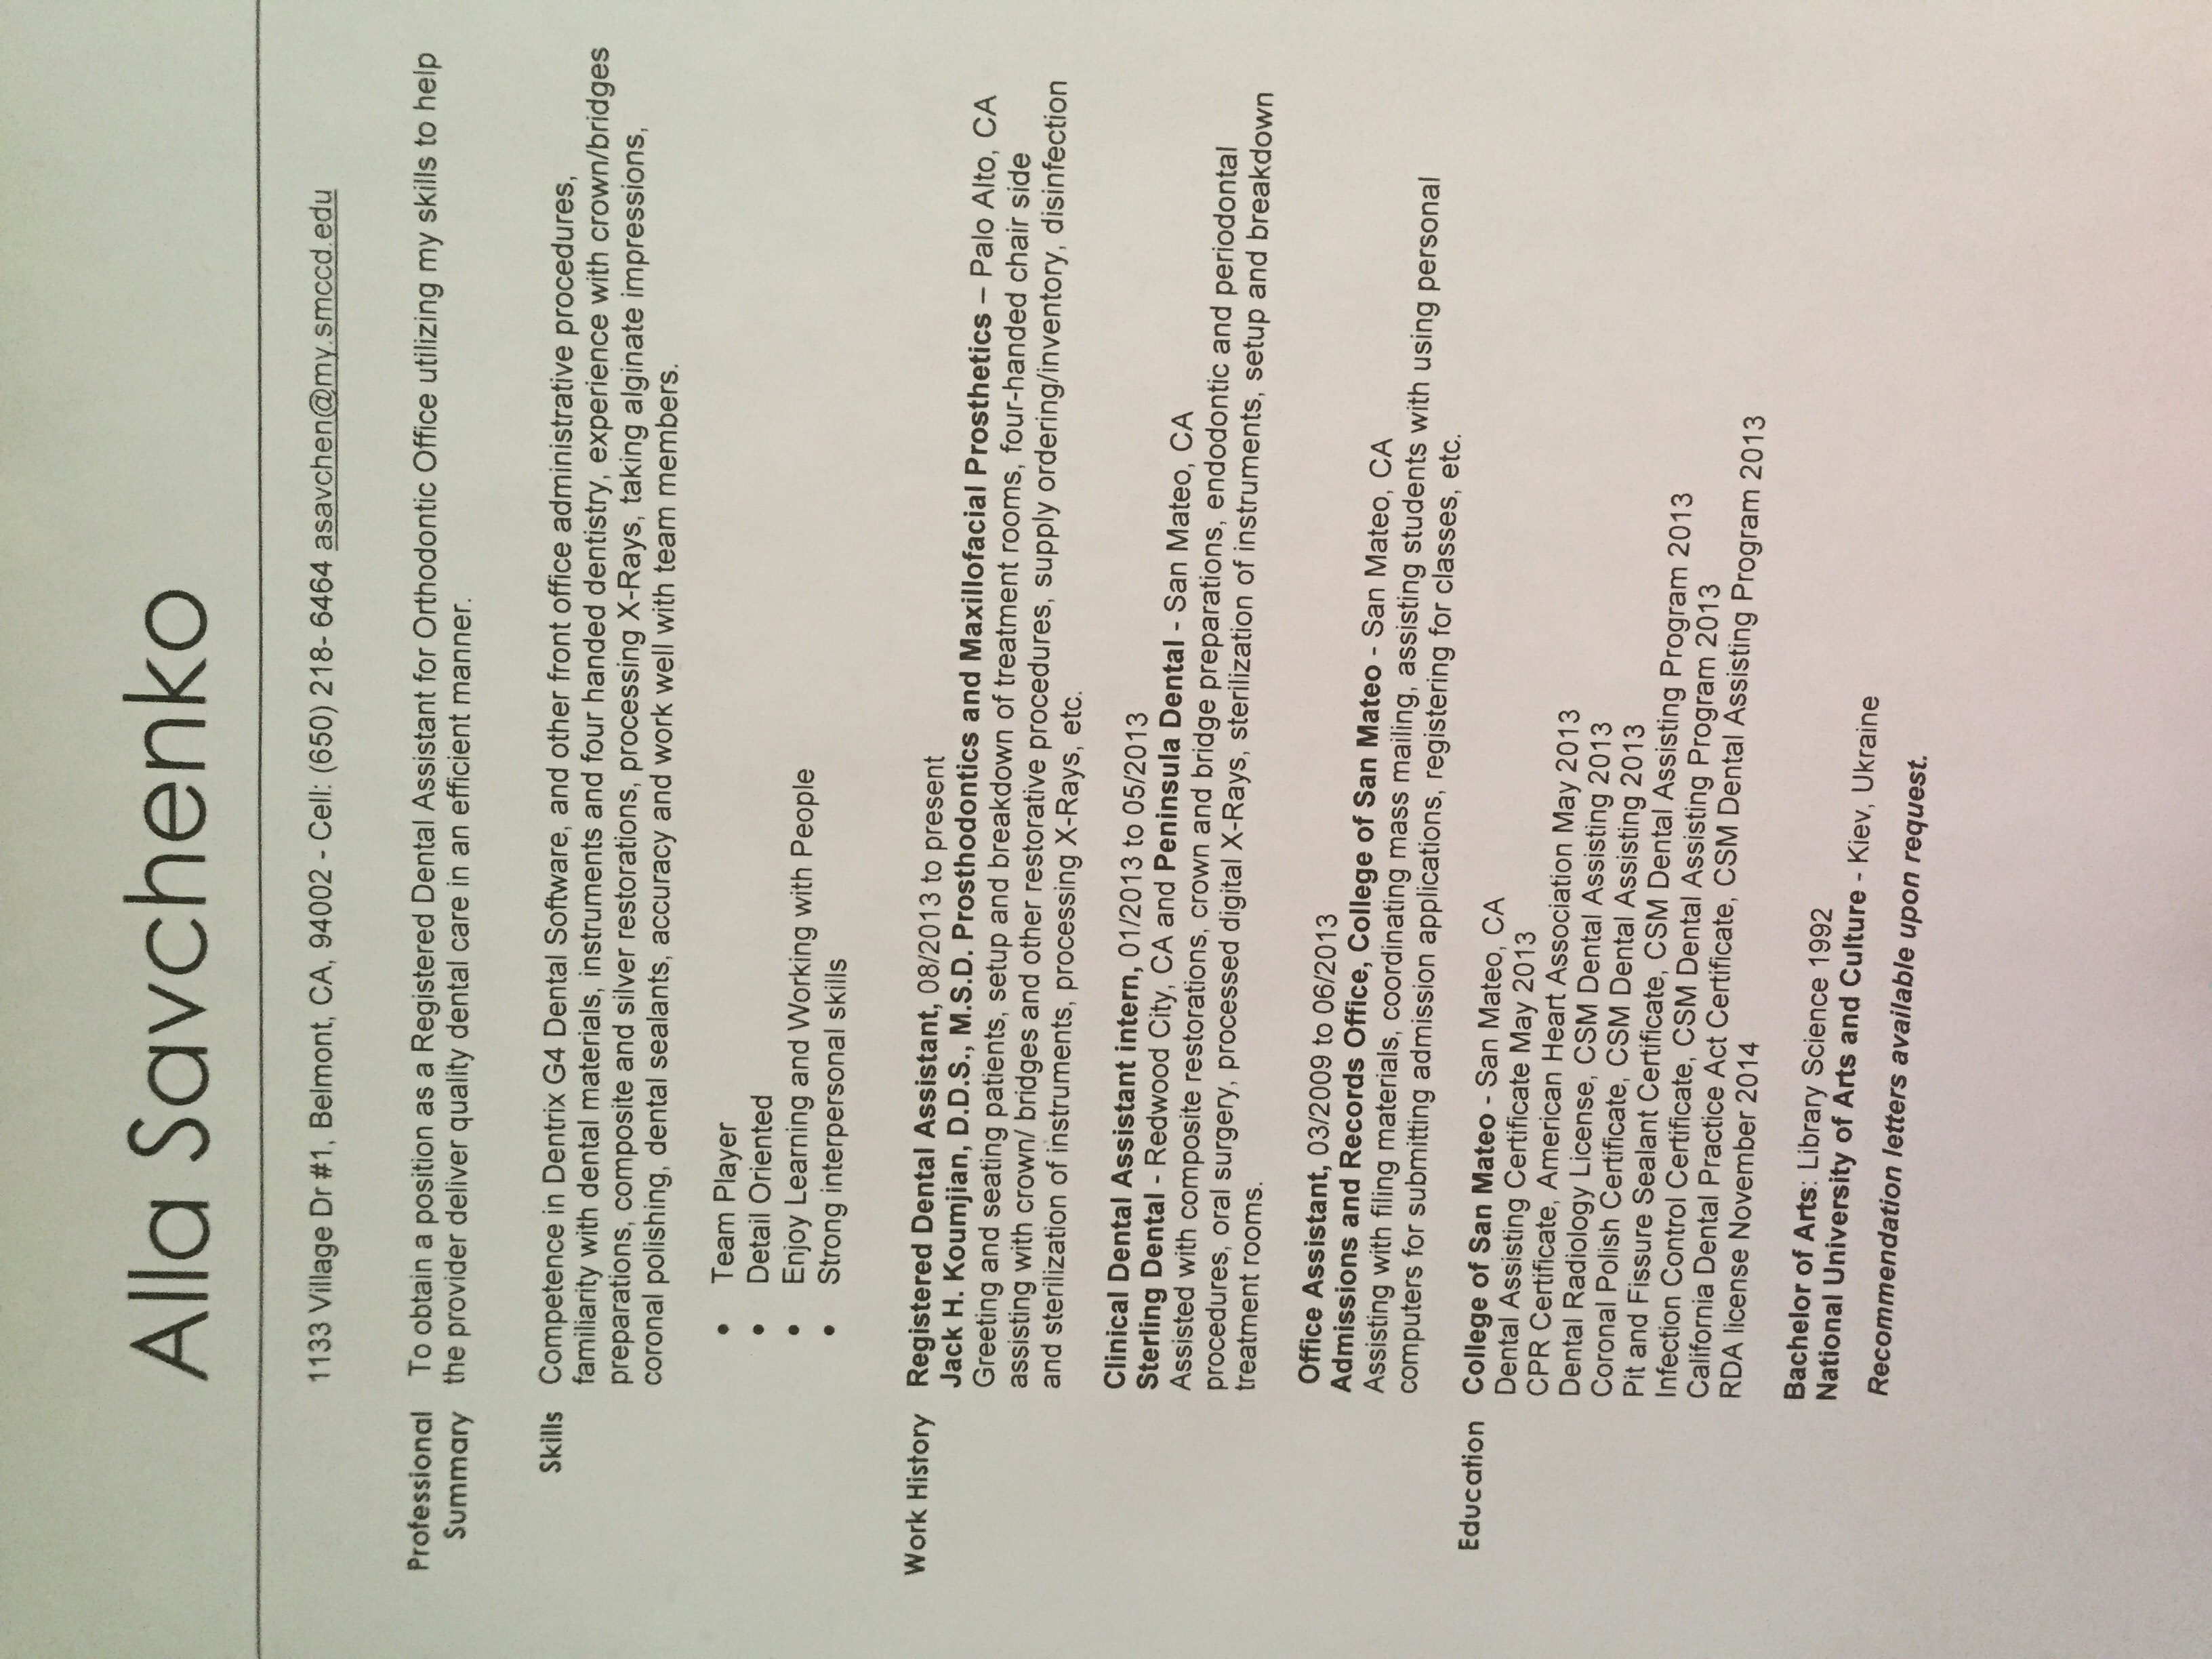 Alla Savchenko
1133 Village Dr #1, Belmont, CA, 94002 - Cell: (650) 218- 6464 asavchen@my.smccd.edu
Professional Summary
To obtain a position as a Registered Dental Assistant for Orthodontic Office utilizing my skills to help
the provider deliver quality dental care in an efficient manner.
Skills
Competence in Dentrix G4 Dental Software, and other front office administrative procedures,
familiarity with dental materials, instruments and four handed dentistry, experience with crown/bridges
preparations, composite and silver restorations, processing X-Rays, taking alginate impressions,
coronal polishing, dental sealants, accuracy and work well with team members.
• Team Player
• Detail Oriented
• Enjoy Learning and Working with People
• Strong interpersonal skills
Work History
Registered Dental Assistant, 08/2013 to present
Jack H. Koumjian, D.D.S., M.S.D. Prosthodontics and Maxillofacial Prosthetics – Palo Alto, CA
Greeting and seating patients, setup and breakdown of treatment rooms, four-handed chair side
assisting with crown/ bridges and other restorative procedures, supply ordering/inventory, disinfection
and sterilization of instruments, processing X-Rays, etc.
Clinical Dental Assistant intern, 01/2013 to 05/2013
Sterling Dental - Redwood City, CA and Peninsula Dental - San Mateo, CA
Assisted with composite restorations, crown and bridge preparations, endodontic and periodontal
procedures, oral surgery, processed digital X-Rays, sterilization of instruments, setup and breakdown
treatment rooms.
Office Assistant, 03/2009 to 06/2013
Admissions and Records Office, College of San Mateo - San Mateo, CA
Assisting with filing materials, coordinating mass mailing, assisting students with using personal
computers for submitting admission applications, registering for classes, etc.
Education
College of San Mateo - San Mateo, CA
Dental Assisting Certificate May 2013
CPR Certificate, American Heart Association May 2013
Dental Radiology License, CSM Dental Assisting 2013
Coronal Polish Certificate, CSM Dental Assisting 2013
Pit and Fissure Sealant Certificate, CSM Dental Assisting Program 2013
Infection Control Certificate, CSM Dental Assisting Program 2013
California Dental Practice Act Certificate, CSM Dental Assisting Program 2013
RDA license November 2014
Bachelor of Arts: Library Science 1992
National University of Arts and Culture - Kiev, Ukraine
Recommendation letters available upon request.